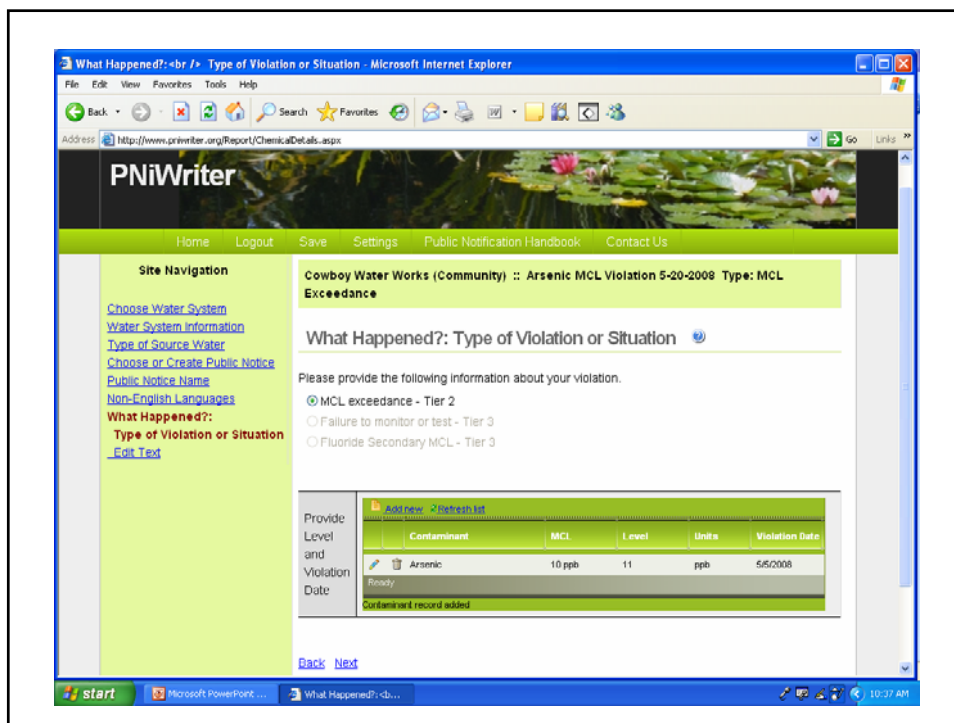 What Happened?:<br /> Type of Violation or Situation - Microsoft Internet Explorer
File Edit View Favorites Tools Help
Back Search Favorites
Address http://www.pniwriter.org/Report/ChemicalDetails.aspx Go Links »
PNiWriter
Home Logout Save Settings Public Notification Handbook Contact Us
Site Navigation
Choose Water System
Water System Information
Type of Source Water
Choose or Create Public Notice
Public Notice Name
Non-English Languages
What Happened?:
Type of Violation or Situation
Edit Text
Cowboy Water Works (Community) :: Arsenic MCL Violation 5-20-2008 Type: MCL
Exceedance
What Happened?: Type of Violation or Situation
Please provide the following information about your violation.
MCL exceedance - Tier 2
Failure to monitor or test - Tier 3
Fluoride Secondary MCL - Tier 3
Provide
Level
and
Violation
Date
Add new Refresh list
Contaminant MCL Level Units Violation Date
Arsenic 10 ppb 11 ppb 5/5/2008
Ready
Contaminant record added
Back Next
start Microsoft PowerPoint ... What Happened?: <b... 10:37 AM